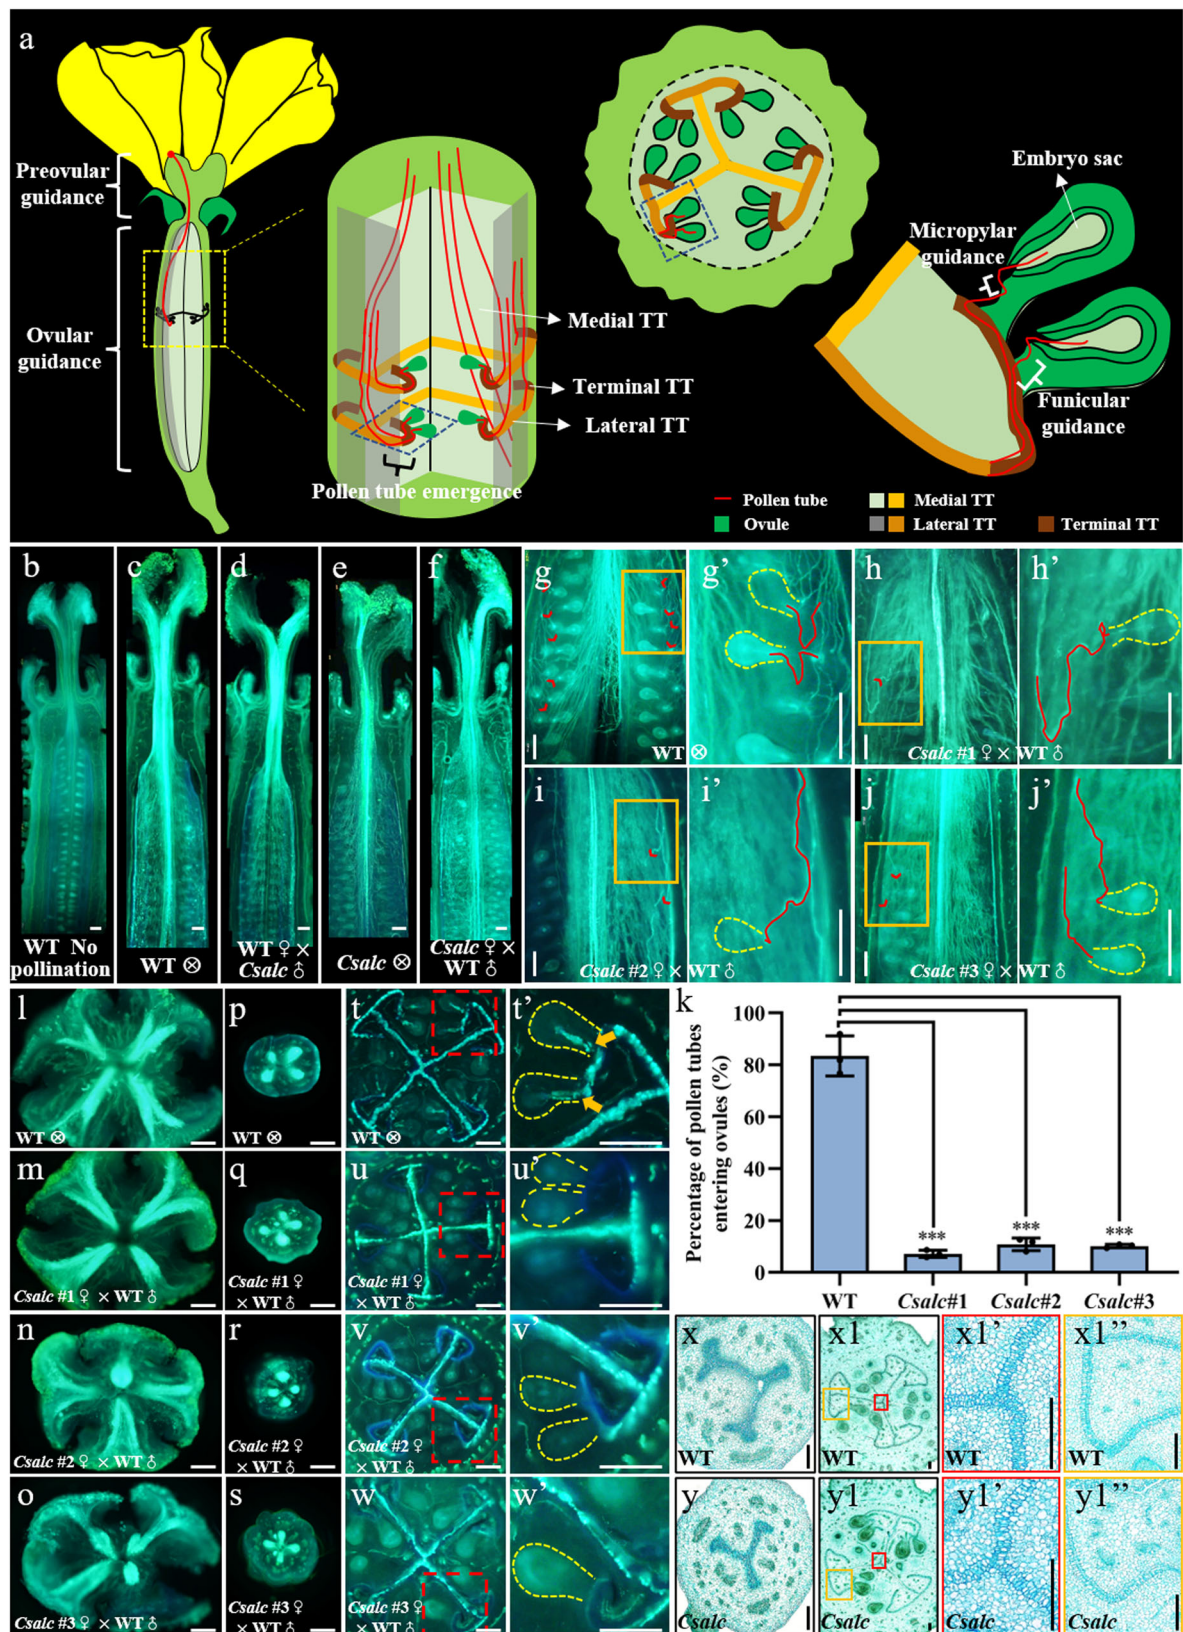 a
Preovular
guidance
Ovular
guidance
Medial TT
Terminal TT
Lateral TT
Pollen tube emergence
Embryo sac
Micropylar
guidance
Funicular
guidance
Pollen tube
Medial TT
Ovule
Lateral TT
Terminal TT
b
WT No
pollination
c
WT ⊗
d
WT ♀ ×
Csalc ♂
e
Csalc ⊗
f
Csalc ♀ ×
WT ♂
g
g’
WT ⊗
h
h’
Csalc #1 ♀ × WT ♂
i
i’
Csalc #2 ♀ × WT ♂
j
j’
Csalc #3 ♀ × WT ♂
l
WT ⊗
p
WT ⊗
t
WT ⊗
t’
m
Csalc #1 ♀ × WT ♂
q
Csalc #1 ♀
× WT ♂
u
Csalc #1 ♀
× WT ♂
u’
n
Csalc #2 ♀ × WT ♂
r
Csalc #2 ♀
× WT ♂
v
Csalc #2 ♀
× WT ♂
v’
o
Csalc #3 ♀ × WT ♂
s
Csalc #3 ♀
× WT ♂
w
Csalc #3 ♀
× WT ♂
w’
k
Percentage of pollen tubes
entering ovules (%)
100
80
60
40
20
0
***
***
***
WT
Csalc#1
Csalc#2
Csalc#3
x
WT
x1
WT
x1’
WT
x1’’
WT
y
Csalc
y1
Csalc
y1’
Csalc
y1’’
Csalc